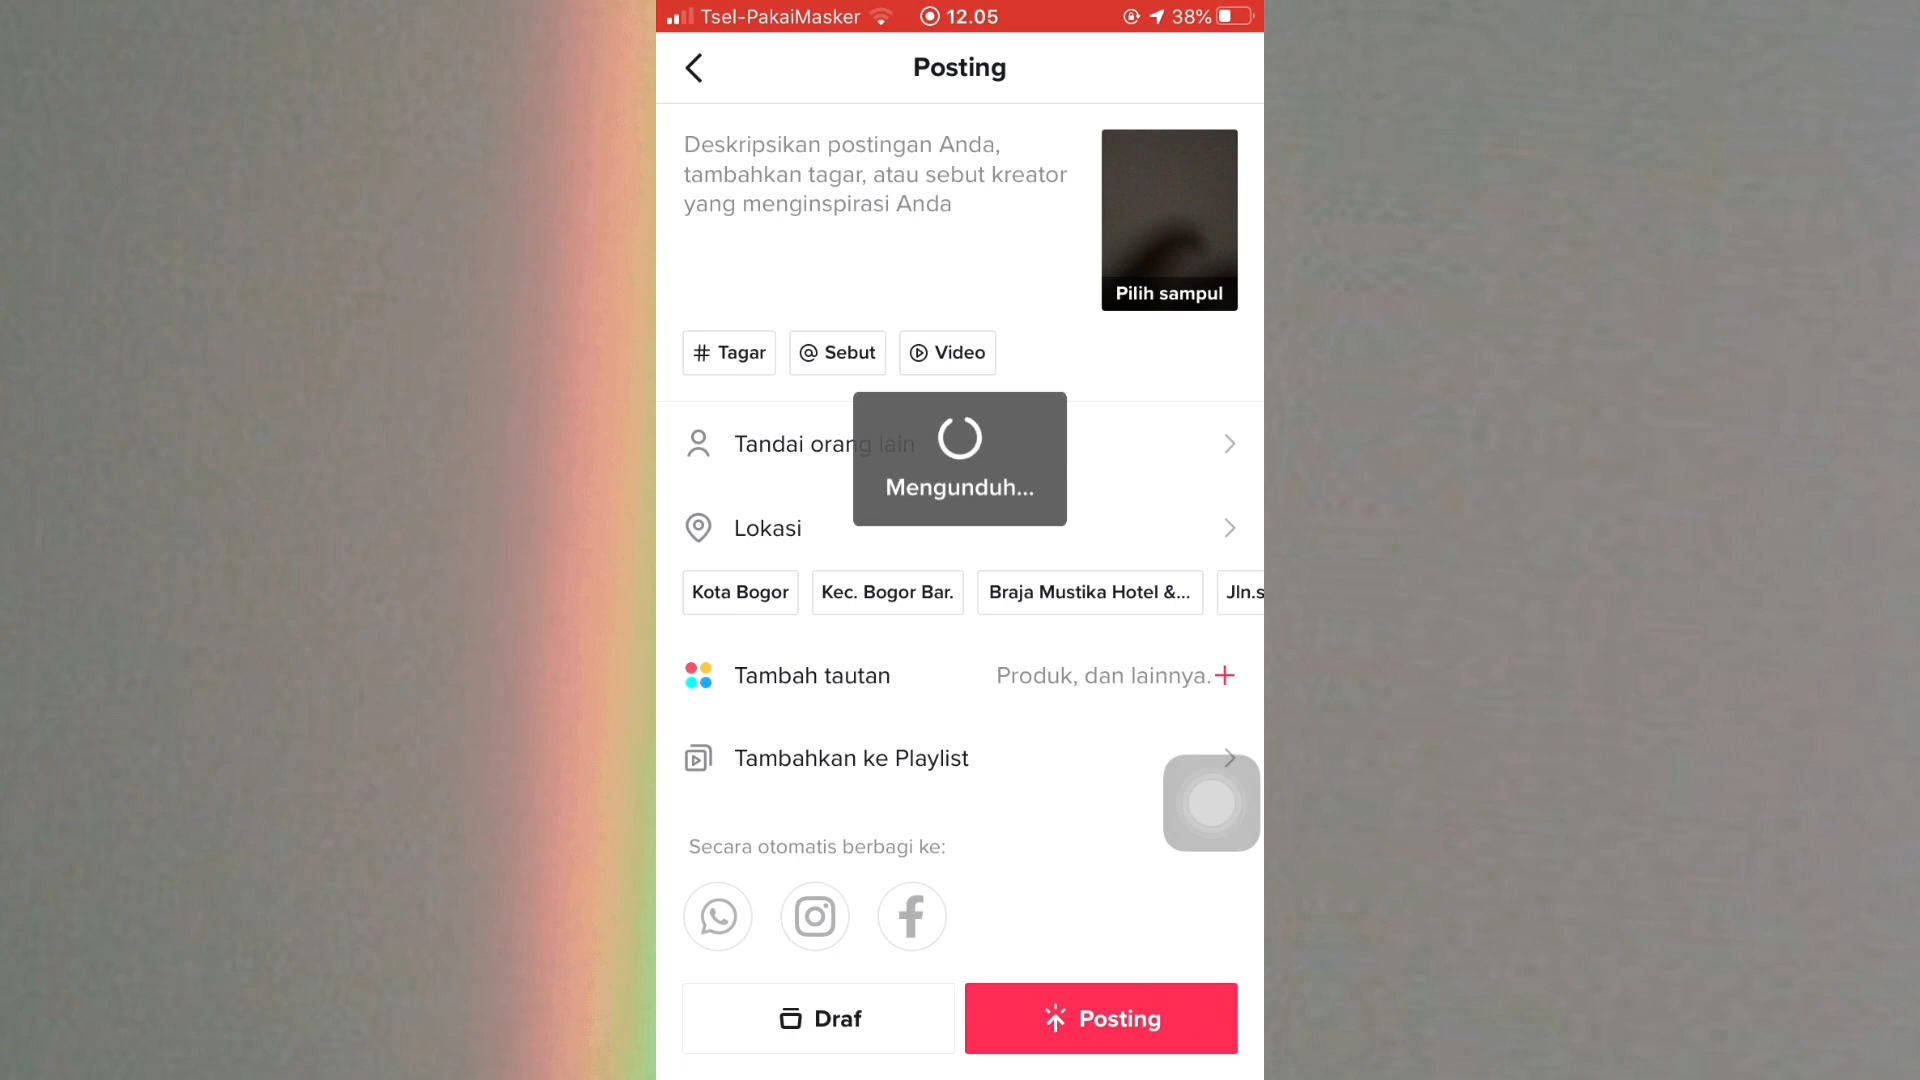 Tsel-PakaiMasker 12.05 38%
Posting
Deskripsikan postingan Anda,
tambahkan tagar, atau sebut kreator
yang menginspirasi Anda
Pilih sampul
# Tagar @ Sebut Video
Tandai orang lain
Mengunduh...
Lokasi
Kota Bogor Kec. Bogor Bar. Braja Mustika Hotel &... Jln.s
Tambah tautan Produk, dan lainnya. +
Tambahkan ke Playlist
Secara otomatis berbagi ke:
Draf Posting